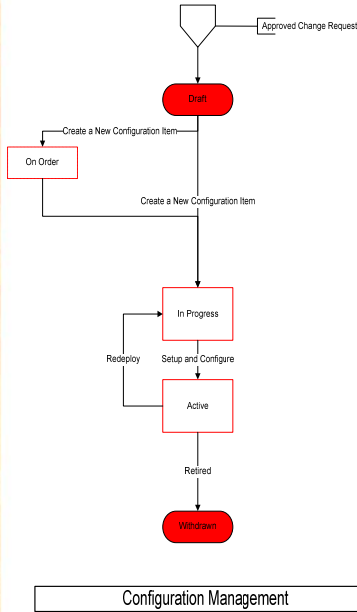 Approved Change Request
Draft
Create a New Configuration Item
On Order
Create a New Configuration Item
In Progress
Redeploy
Setup and Configure
Active
Retired
Withdrawn
Configuration Management